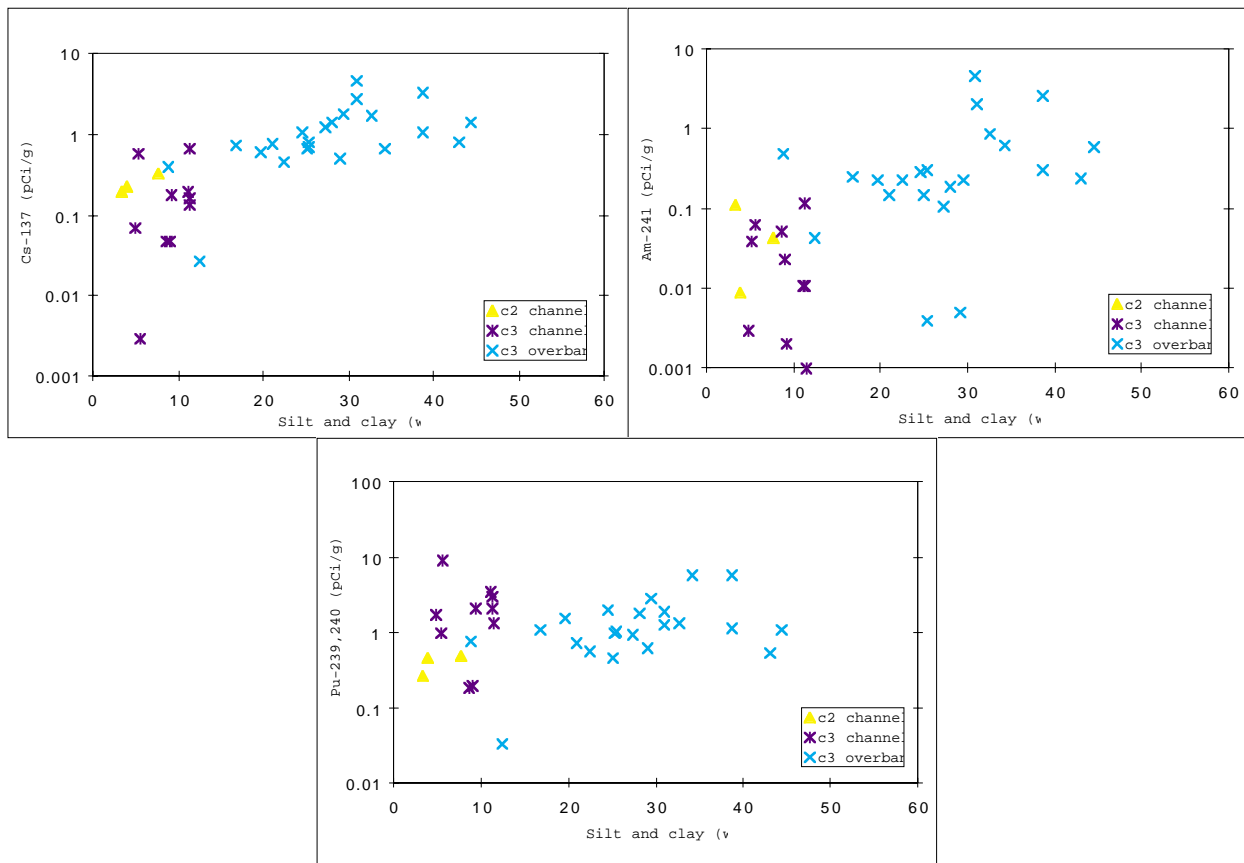 10
1
0.1
0.01
0.001
Cs-137 (pCi/g)
0 10 20 30 40 50 60
Silt and clay (w
c2 channel
c3 channel
c3 overban
10
1
0.1
0.01
0.001
Am-241 (pCi/g)
0 10 20 30 40 50 60
Silt and clay (w
c2 channel
c3 channel
c3 overban
100
10
1
0.1
0.01
Pu-239,240 (pCi/g)
0 10 20 30 40 50 60
Silt and clay (w
c2 channel
c3 channel
c3 overban